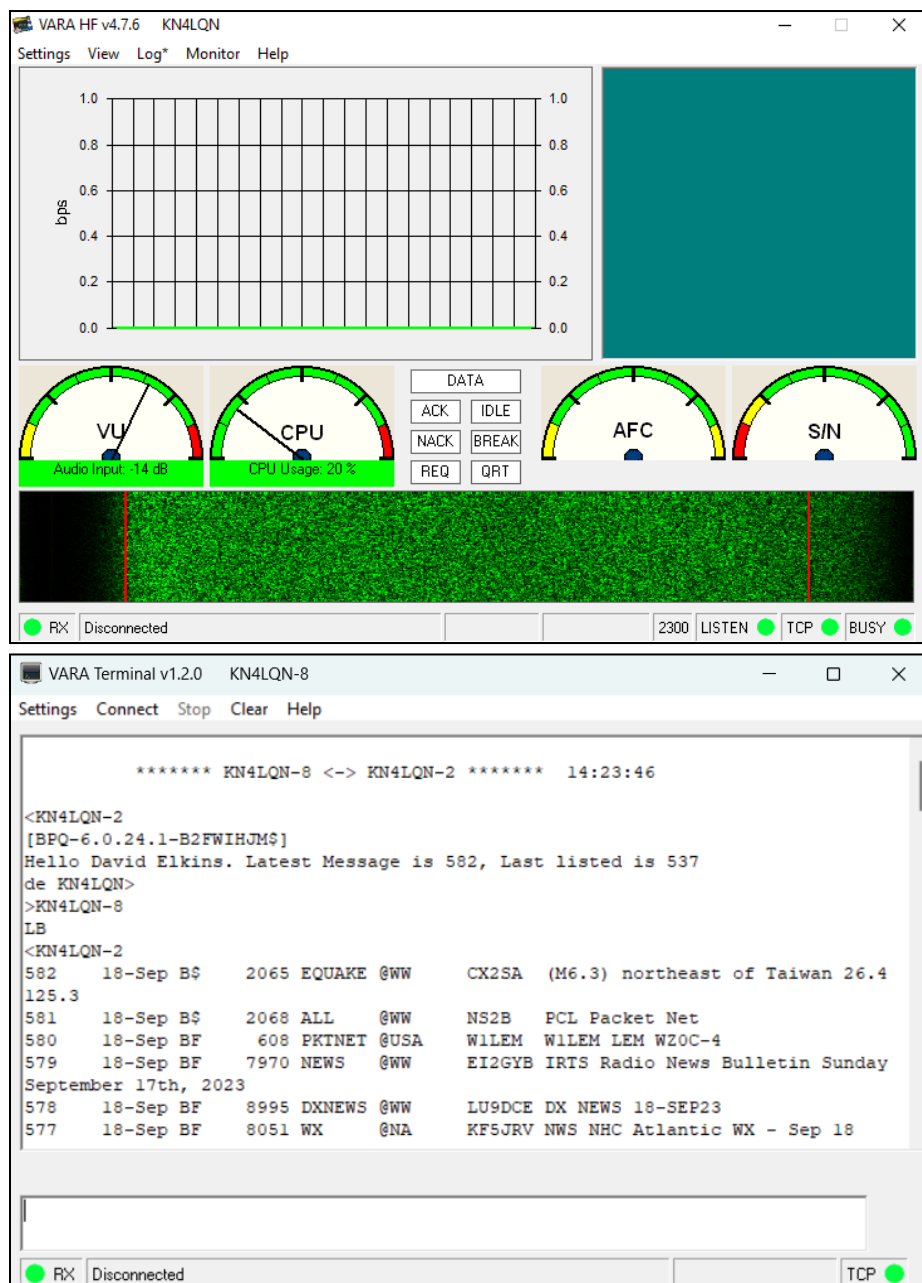 VARA HF v4.7.6 KN4LQN
Settings View Log* Monitor Help
1.0 1.0
0.8 0.8
0.6 0.6
bps
0.4 0.4
0.2 0.2
0.0 0.0
VU CPU AFC S/N
Audio Input: -14 dB CPU Usage: 20 %
DATA
ACK IDLE
NACK BREAK
REQ QRT
RX Disconnected 2300 LISTEN TCP BUSY
VARA Terminal v1.2.0 KN4LQN-8
Settings Connect Stop Clear Help
******* KN4LQN-8 <-> KN4LQN-2 ******* 14:23:46
<KN4LQN-2
[BPQ-6.0.24.1-B2FWIHJM$]
Hello David Elkins. Latest Message is 582, Last listed is 537
de KN4LQN>
>KN4LQN-8
LB
<KN4LQN-2
582 18-Sep B$ 2065 EQUAKE @WW CX2SA (M6.3) northeast of Taiwan 26.4
125.3
581 18-Sep B$ 2068 ALL @WW NS2B PCL Packet Net
580 18-Sep BF 608 PKTNET @USA W1LEM W1LEM LEM WZ0C-4
579 18-Sep BF 7970 NEWS @WW EI2GYB IRTS Radio News Bulletin Sunday
September 17th, 2023
578 18-Sep BF 8995 DXNEWS @WW LU9DCE DX NEWS 18-SEP23
577 18-Sep BF 8051 WX @NA KF5JRV NWS NHC Atlantic WX - Sep 18
RX Disconnected TCP